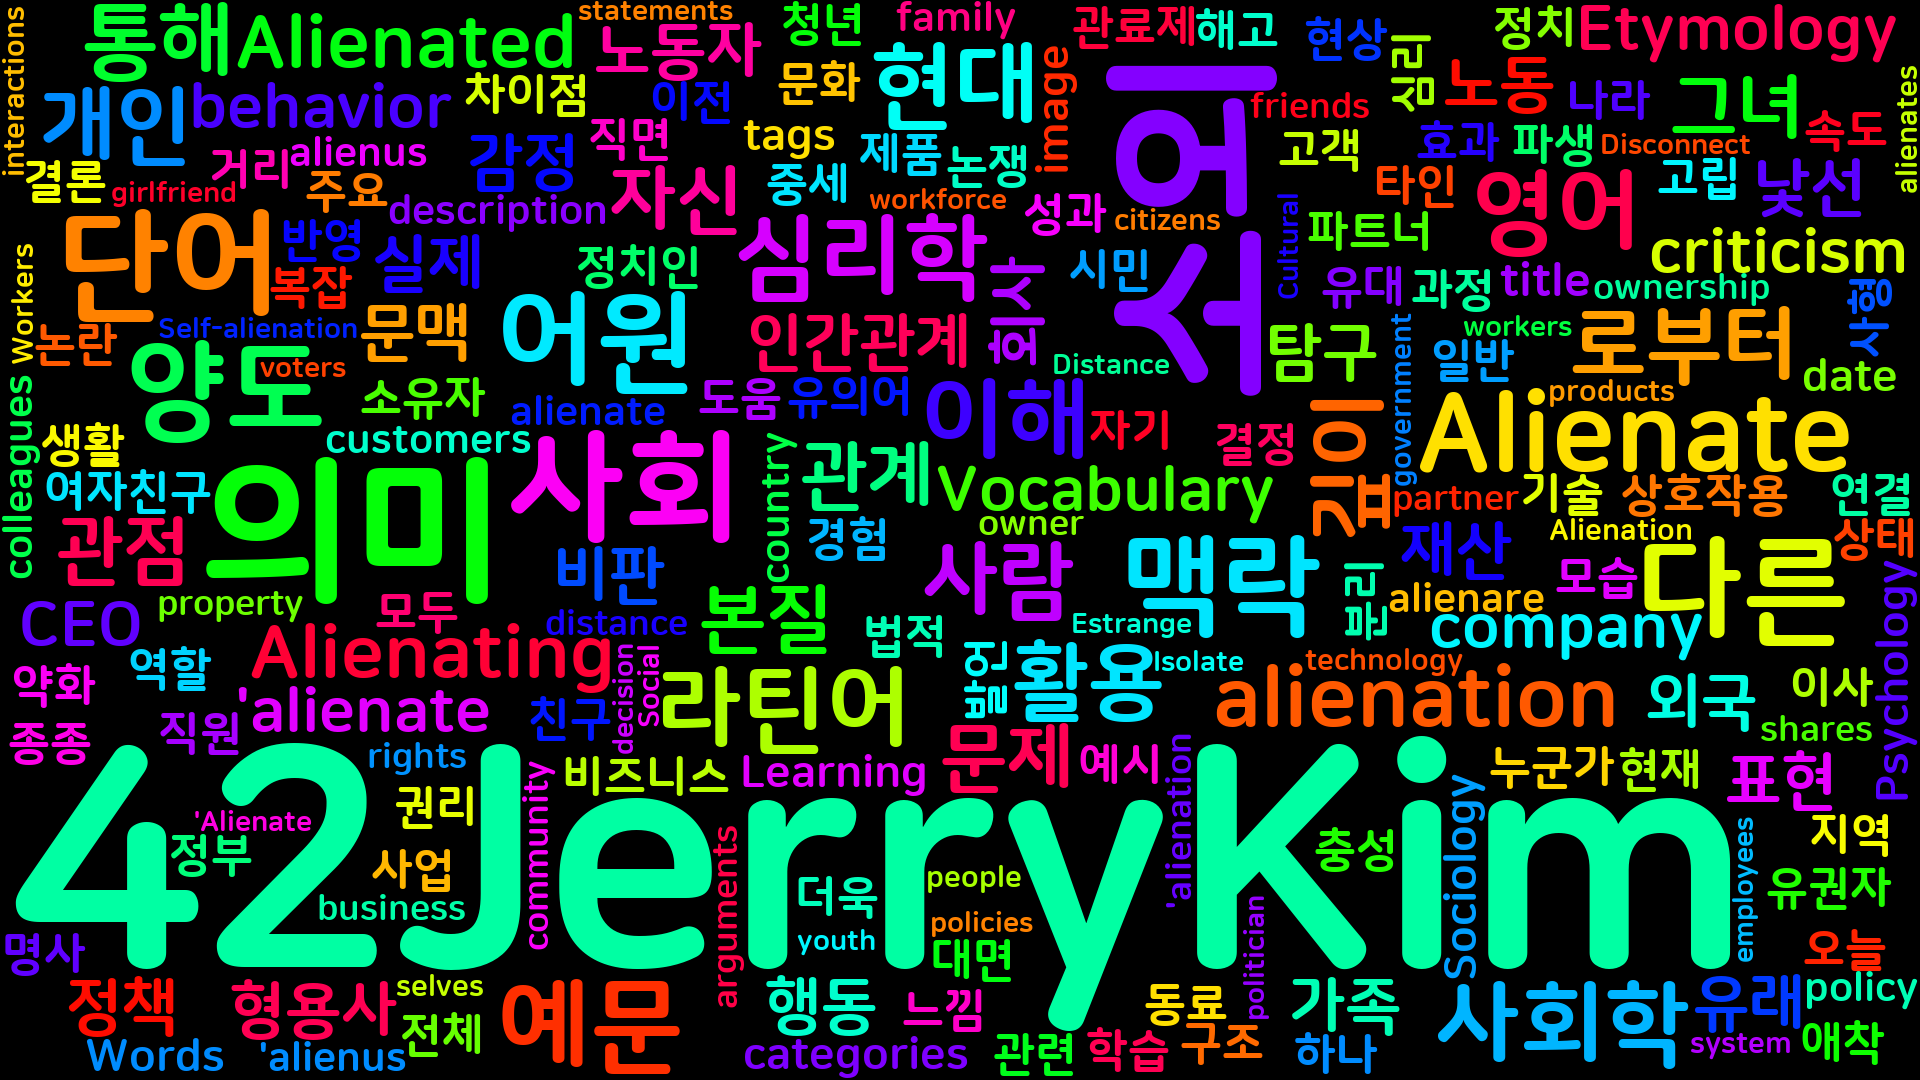 interactions
통해
Alienated
statements
노동자
청년
family
관료제
해고
현상
심리
정치
Etymology
개인
behavior
차이점
이전
문화
현대
image
소외
friends
노동
나라
그녀
속도
alienates
결론
거리
alienus
감정
직면
tags
제품
논쟁
고객
효과
파생
Disconnect
girlfriend
주요
description
자신
중세
workforce
성과
citizens
타인
영어
고립
낯선
단어
반영
복잡
실제
정치인
심리학
회사
시민
Cultural
파트너
유대
과정
title
criticism
ownership
사형
Workers
논란
Self-alienation
문맥
어원
인간관계
Distance
탐구
government
workers
일반
로부터
date
양도
voters
소유자
alienate
도움
유의어
이해
자기
결정
깊이
products
Alienate
colleagues
생활
customers
여자친구
의미
사회
country
관계
Vocabulary
owner
partner
기술
상호작용
연결
관점
비판
경험
사람
맥락
재산
Alienation
모습
다른
상태
Psychology
CEO
property
모두
distance
본질
법적
Estrange
파리
alienare
company
약화
역할
Alienating
decision
Social
라틴어
법원
활용
Isolate
technology
alienation
외국
이사
종종
직원
'alienate
친구
shares
rights
비즈니스
Learning
문제
예시
'alienation
누군가
현재
표현
42JerryKim
권리
'Alienate
정부
사업
business
community
arguments
더욱
people
policies
youth
대면
충성
Sociology
politician
employees
지역
유권자
오늘
명사
정책
형용사
selves
전체
예문
행동
느낌
동료
가족
사회학
유래
policy
Words
'alienus
categories
관련
학습
구조
하나
system
애착